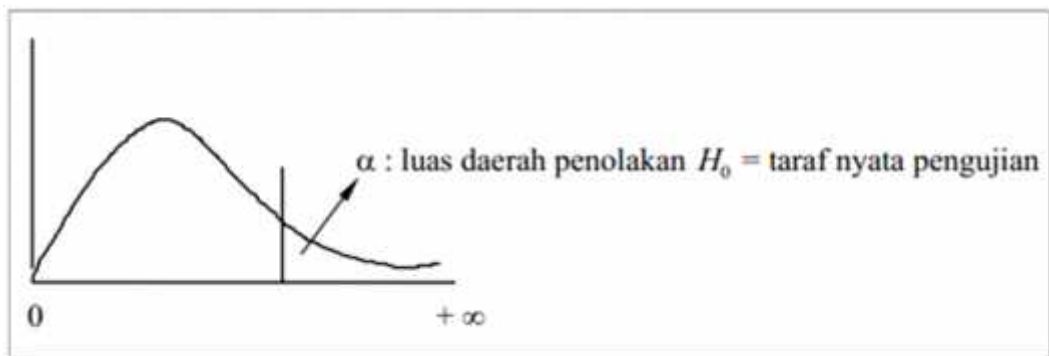 α : luas daerah penolakan H₀ = taraf nyata pengujian
0
+ ∞